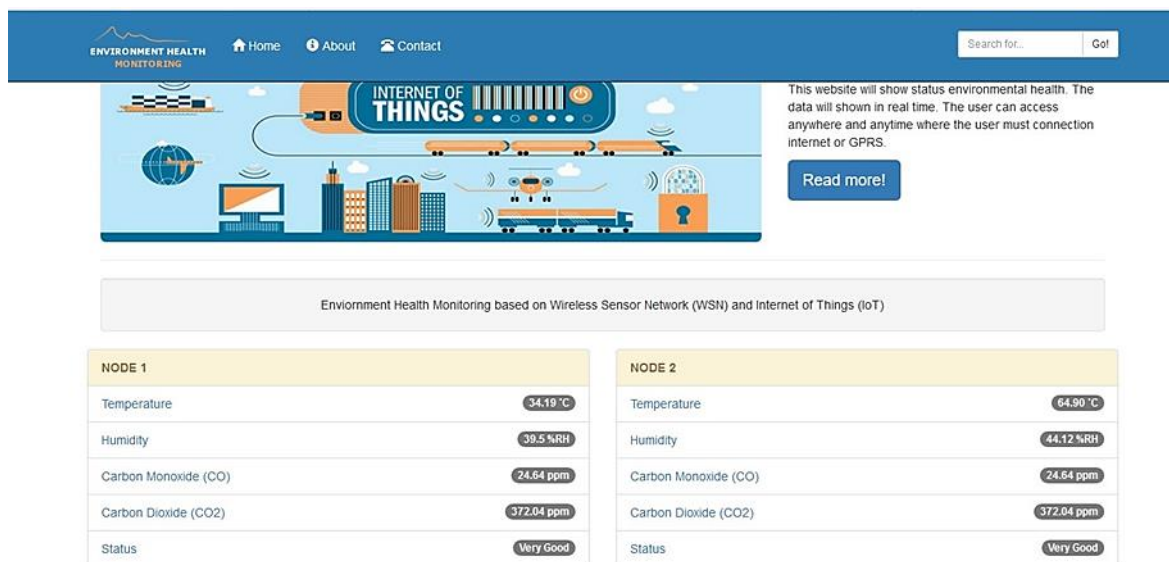 ENVIRONMENT HEALTH
MONITORING
Home
About
Contact
Search for...
Go!
INTERNET OF
THINGS
This website will show status environmental health. The
data will shown in real time. The user can access
anywhere and anytime where the user must connection
internet or GPRS.
Read more!
Enviornment Health Monitoring based on Wireless Sensor Network (WSN) and Internet of Things (IoT)
NODE 1
Temperature 34.19 °C
Humidity 39.5 %RH
Carbon Monoxide (CO) 24.64 ppm
Carbon Dioxide (CO2) 372.04 ppm
Status Very Good
NODE 2
Temperature 64.90 °C
Humidity 44.12 %RH
Carbon Monoxide (CO) 24.64 ppm
Carbon Dioxide (CO2) 372.04 ppm
Status Very Good